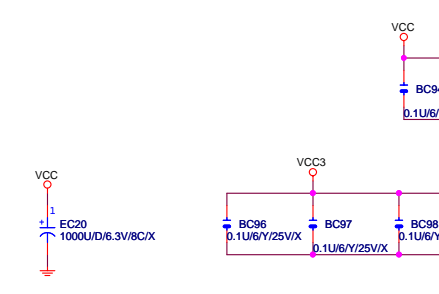 VCC
BC94
0.1U/6/
VCC
VCC3
1
+
EC20
1000U/D/6.3V/8C/X
BC96
0.1U/6/Y/25V/X
BC97
0.1U/6/Y/25V/X
BC98
0.1U/6/Y